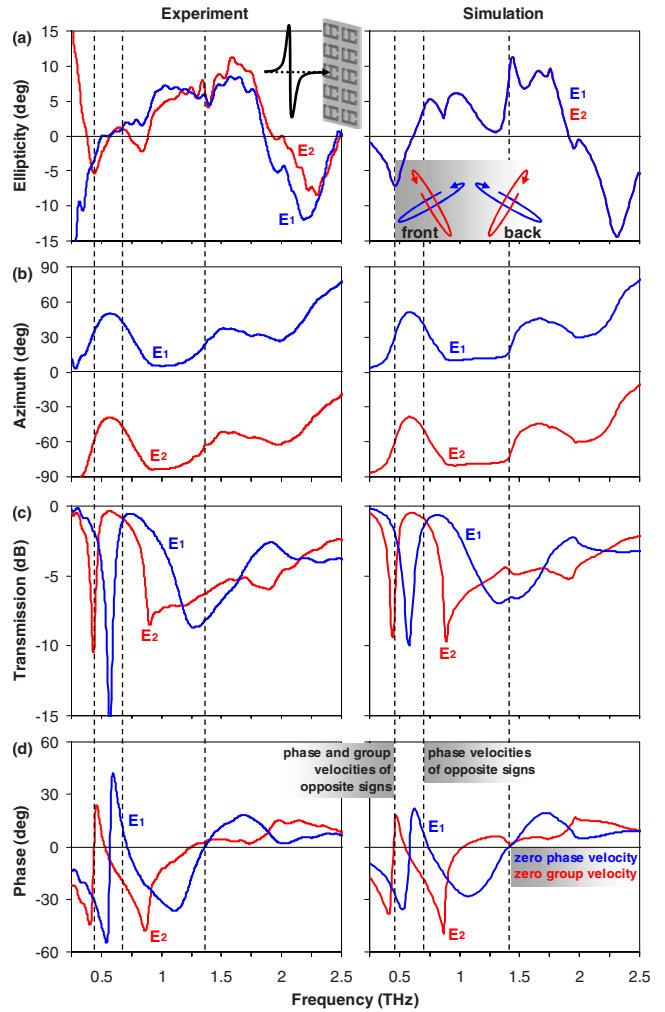 Experiment
Simulation
(a)
Ellipticity (deg)
15
10
5
0
-5
-10
-15
E1
E2
E1
E2
front
back
(b)
Azimuth (deg)
90
60
30
0
-30
-60
-90
E1
E2
E1
E2
(c)
Transmission (dB)
0
-5
-10
-15
E1
E2
E1
E2
(d)
Phase (deg)
60
30
0
-30
-60
E1
E2
phase and group
velocities of
opposite signs
phase velocities
of opposite signs
E1
zero phase velocity
zero group velocity
E2
0.5 1 1.5 2 2.5
0.5 1 1.5 2 2.5
Frequency (THz)